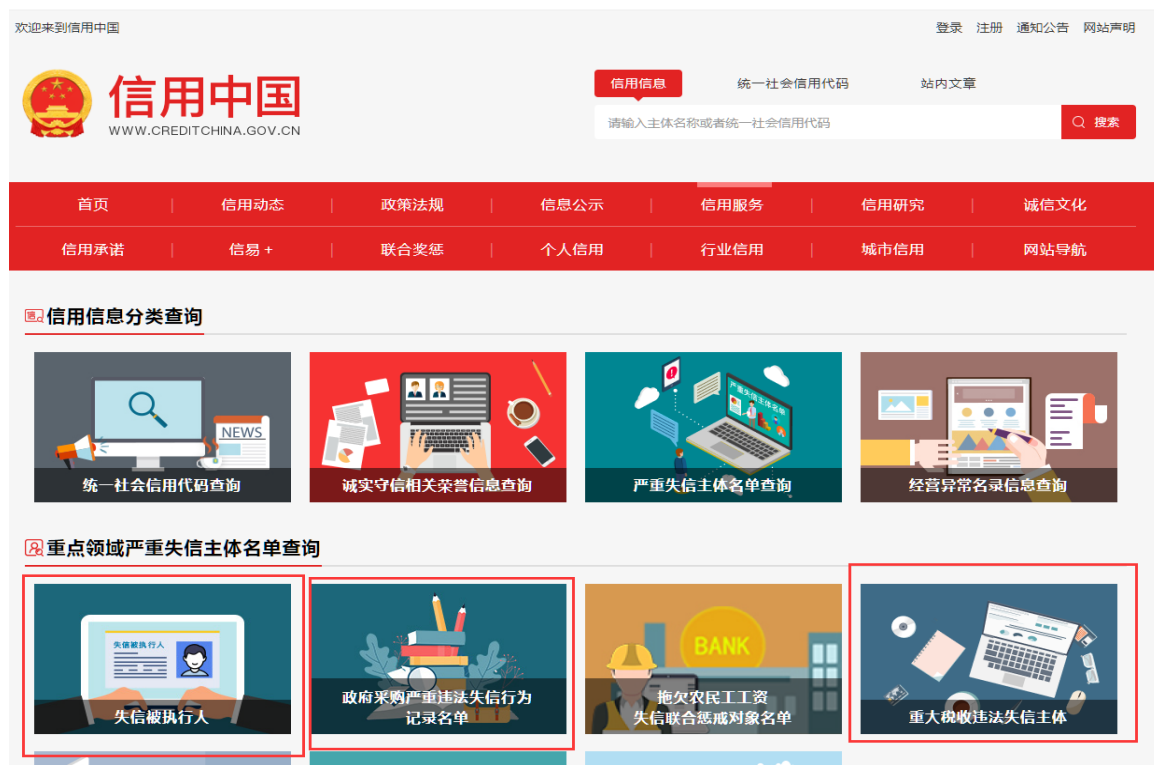 欢迎来到信用中国
登录 注册 通知公告 网站声明
信用中国
WWW.CREDITCHINA.GOV.CN
信用信息 统一社会信用代码 站内文章
请输入主体名称或者统一社会信用代码
搜索
首页 信用动态 政策法规 信息公示 信用服务 信用研究 诚信文化
信用承诺 信易+ 联合奖惩 个人信用 行业信用 城市信用 网站导航
信用信息分类查询
NEWS
严重失信主体名单
统一社会信用代码查询
诚实守信相关荣誉信息查询
严重失信主体名单查询
经营异常名录信息查询
重点领域严重失信主体名单查询
失信被执行人
BANK
失信被执行人
政府采购严重违法失信行为
记录名单
拖欠农民工工资
失信联合惩戒对象名单
重大税收违法失信主体